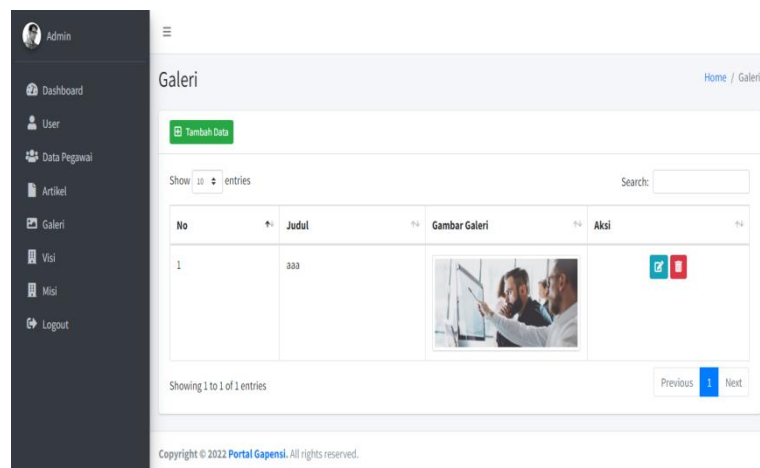 Admin
Dashboard
User
Data Pegawai
Artikel
Galeri
Visi
Misi
Logout
Galeri
Home / Galeri
Tambah Data
Show 10 entries
Search:
No Judul Gambar Galeri Aksi
1 aaa
Showing 1 to 1 of 1 entries
Previous 1 Next
Copyright © 2022 Portal Gapensi. All rights reserved.